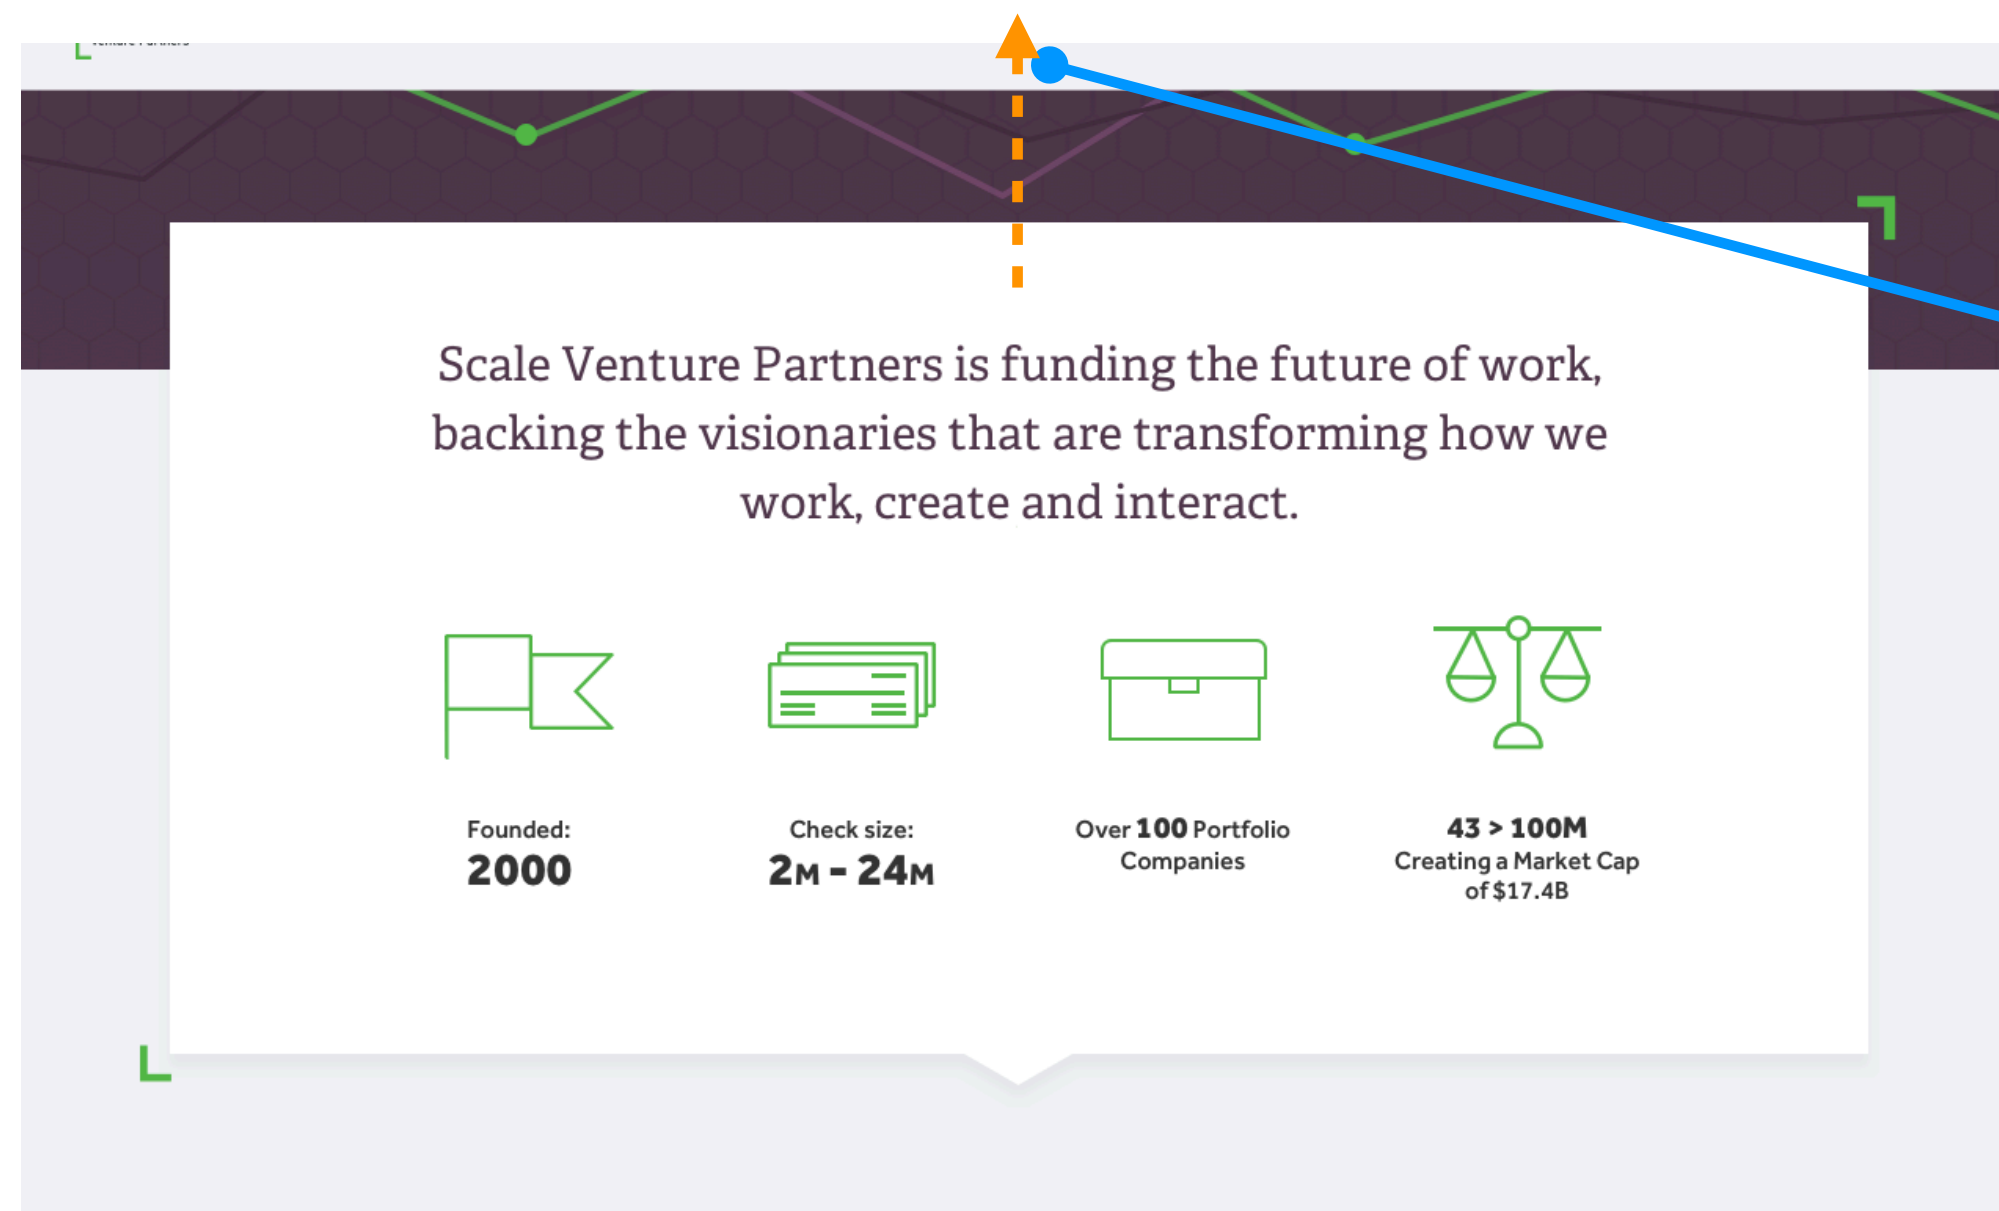 Venture Partners
Scale Venture Partners is funding the future of work,
backing the visionaries that are transforming how we
work, create and interact.
Founded:
2000
Check size:
2M - 24M
Over 100 Portfolio
Companies
43 > 100M
Creating a Market Cap
of $17.4B